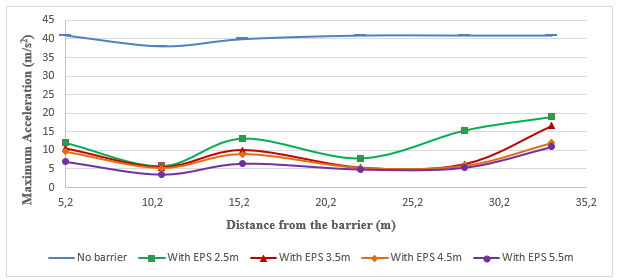 45
40
35
30
25
20
15
10
5
0
Maximum Acceleration (m/s²)
5,2 10,2 15,2 20,2 25,2 30,2 35,2
Distance from the barrier (m)
No barrier With EPS 2.5m With EPS 3.5m With EPS 4.5m With EPS 5.5m